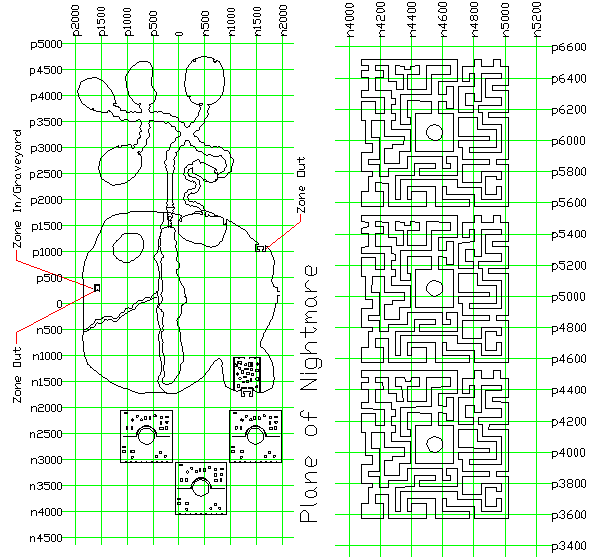 p2000
p1500
p1000
p500
0
n500
n1000
n1500
n2000
p5000
p4500
p4000
p3500
p3000
p2500
p2000
p1500
p1000
p500
0
n500
n1000
n1500
n2000
n2500
n3000
n3500
n4000
n4500
Zone In/Graveyard
Zone Out
Zone Out
Plane of Nightmare
n4000
n4200
n4400
n4600
n4800
n5000
n5200
p6600
p6400
p6200
p6000
p5800
p5600
p5400
p5200
p5000
p4800
p4600
p4400
p4200
p4000
p3800
p3600
p3400